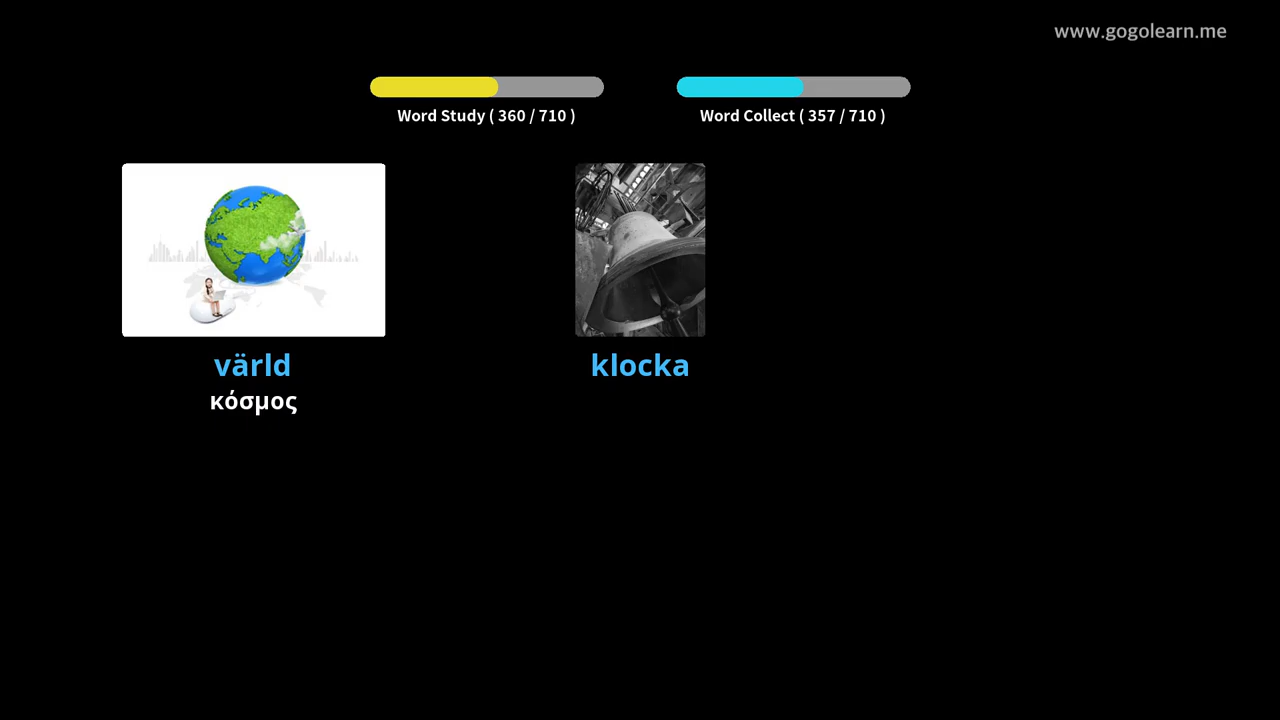 www.gogolearn.me
Word Study ( 360 / 710 )
Word Collect ( 357 / 710 )
värld
κόσμος
klocka